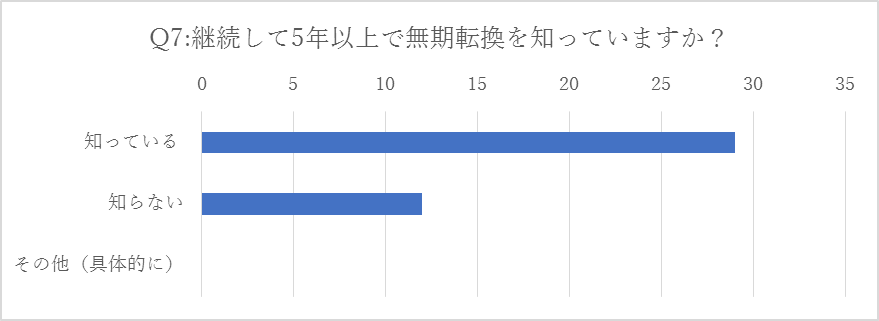 Q7:継続して5年以上で無期転換を知っていますか？
0 5 10 15 20 25 30 35
知っている
知らない
その他（具体的に）